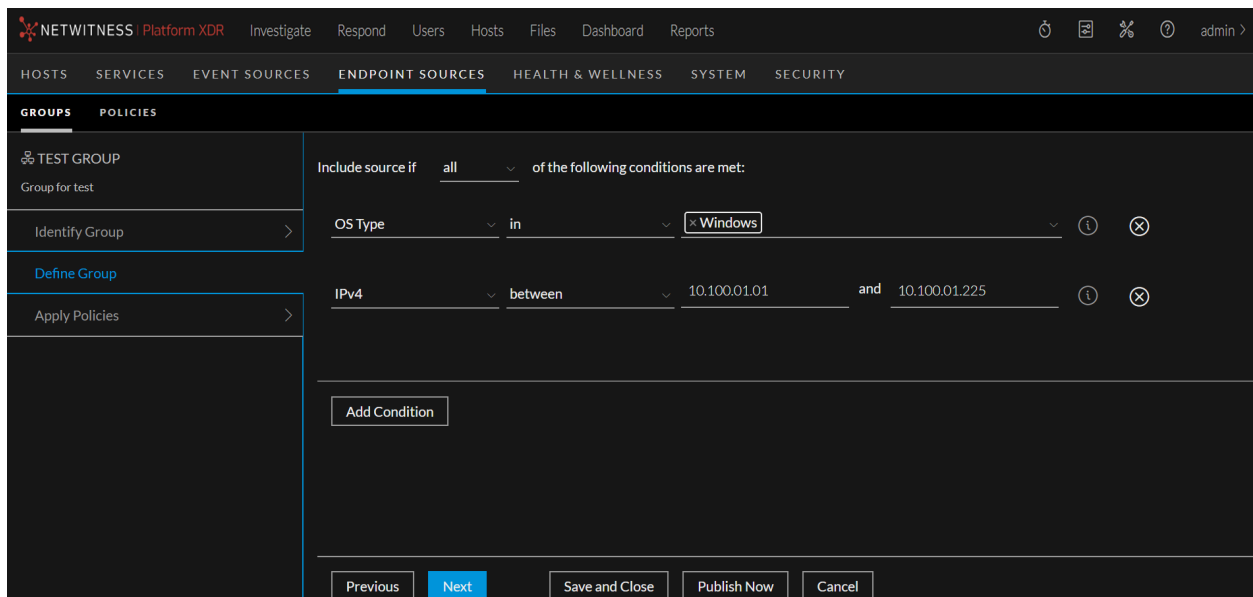 NETWITNESS Platform XDR Investigate Respond Users Hosts Files Dashboard Reports admin >
HOSTS SERVICES EVENT SOURCES ENDPOINT SOURCES HEALTH & WELLNESS SYSTEM SECURITY
GROUPS POLICIES
TEST GROUP
Group for test
Identify Group
Define Group
Apply Policies
Include source if all of the following conditions are met:
OS Type in × Windows
IPv4 between 10.100.01.01 and 10.100.01.225
Add Condition
Previous Next Save and Close Publish Now Cancel